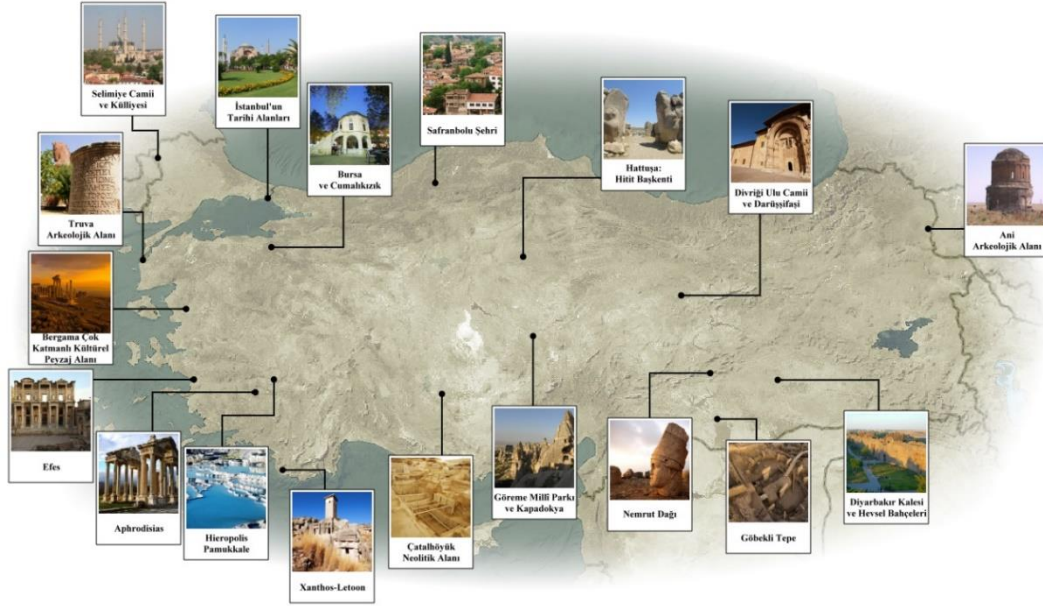 Selimiye Camii
ve Külliyesi
İstanbul'un
Tarihi Alanları
Bursa
ve Cumalıkızık
Safranbolu Şehri
Hattuşa:
Hitit Başkenti
Divriği Ulu Camii
ve Darüşşifaşi
Ani
Arkeolojik Alanı
Truva
Arkeolojik Alanı
Bergama Çok
Katmanlı Kültürel
Peyzaj Alanı
Efes
Aphrodisias
Hieropolis
Pamukkale
Xanthos-Letoon
Çatalhöyük
Neolitik Alanı
Göreme Millî Parkı
ve Kapadokya
Nemrut Dağı
Göbekli Tepe
Diyarbakır Kalesi
ve Hevsel Bahçeleri